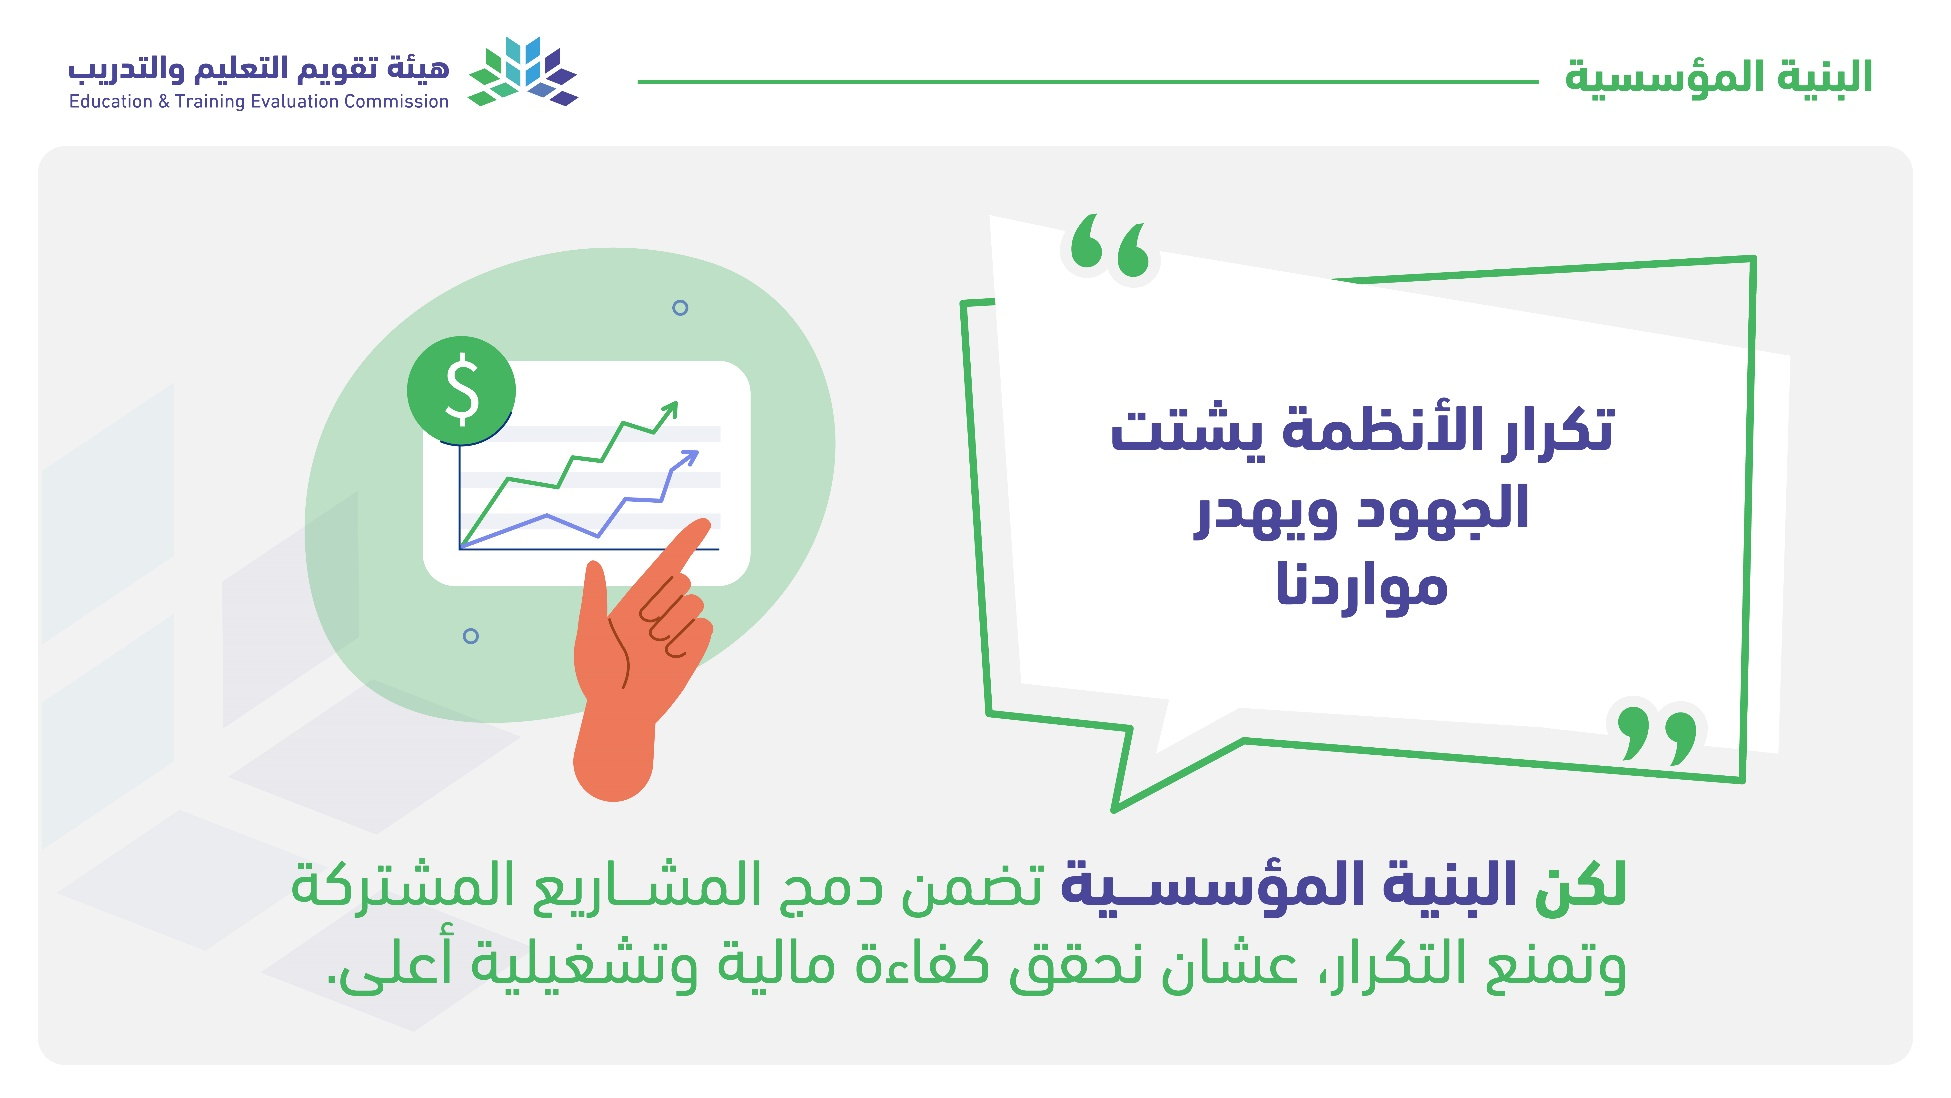 البنية المؤسسية
هيئة تقويم التعليم والتدريب
Education & Training Evaluation Commission
تكرار الأنظمة يشتت
الجهود ويهدر
مواردنا
$
لكن البنية المؤسســية تضمن دمج المشــاريع المشتركة
وتمنع التكرار، عشان نحقق كفاءة مالية وتشغيلية أعلى.